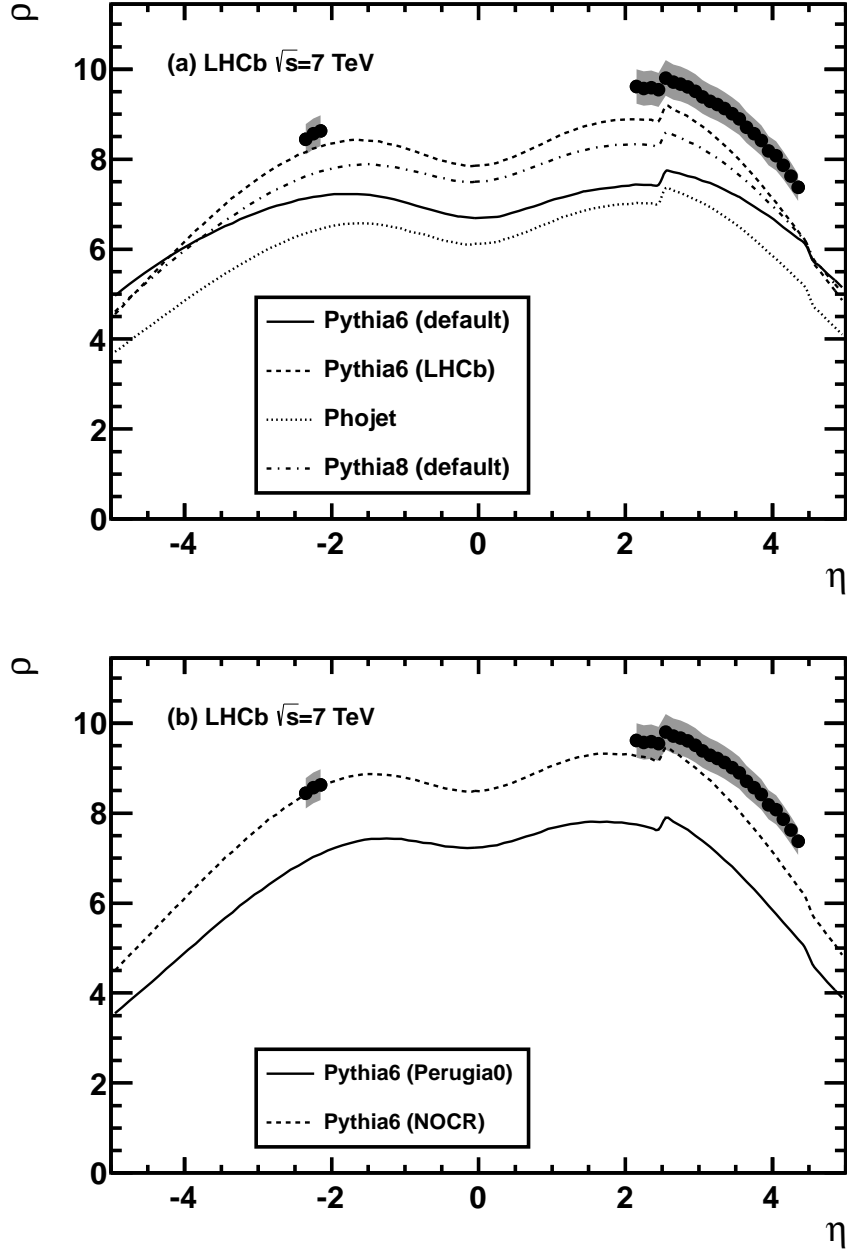 ρ
(a) LHCb √s=7 TeV
10
8
6
4
2
0
Pythia6 (default)
Pythia6 (LHCb)
Phojet
Pythia8 (default)
-4 -2 0 2 4
η
ρ
(b) LHCb √s=7 TeV
10
8
6
4
2
0
Pythia6 (Perugia0)
Pythia6 (NOCR)
-4 -2 0 2 4
η